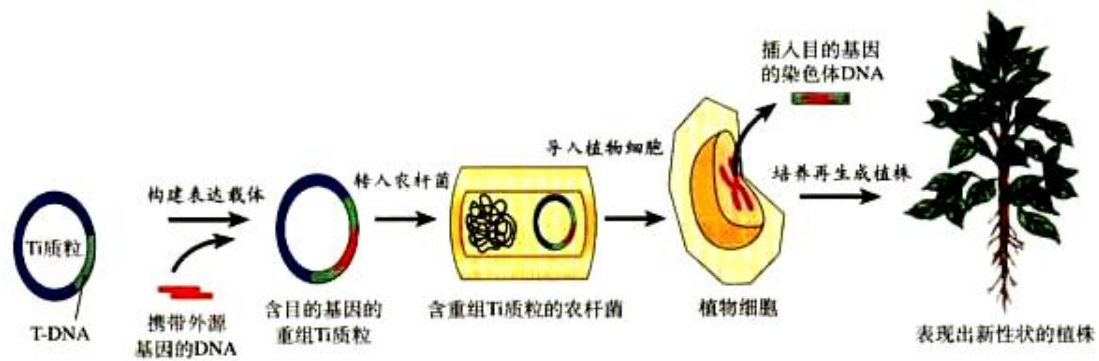 Ti质粒
T-DNA
构建表达载体
携带外源
基因的DNA
含目的基因的
重组Ti质粒
转入农杆菌
含重组Ti质粒的农杆菌
导入植物细胞
植物细胞
插入目的基因
的染色体DNA
培养再生成植株
表现出新性状的植株